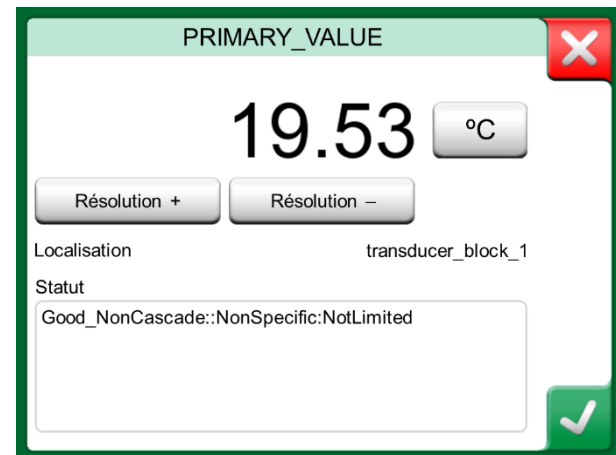 PRIMARY_VALUE
19.53 ºC
Résolution + Résolution –
Localisation transducer_block_1
Statut
Good_NonCascade::NonSpecific:NotLimited